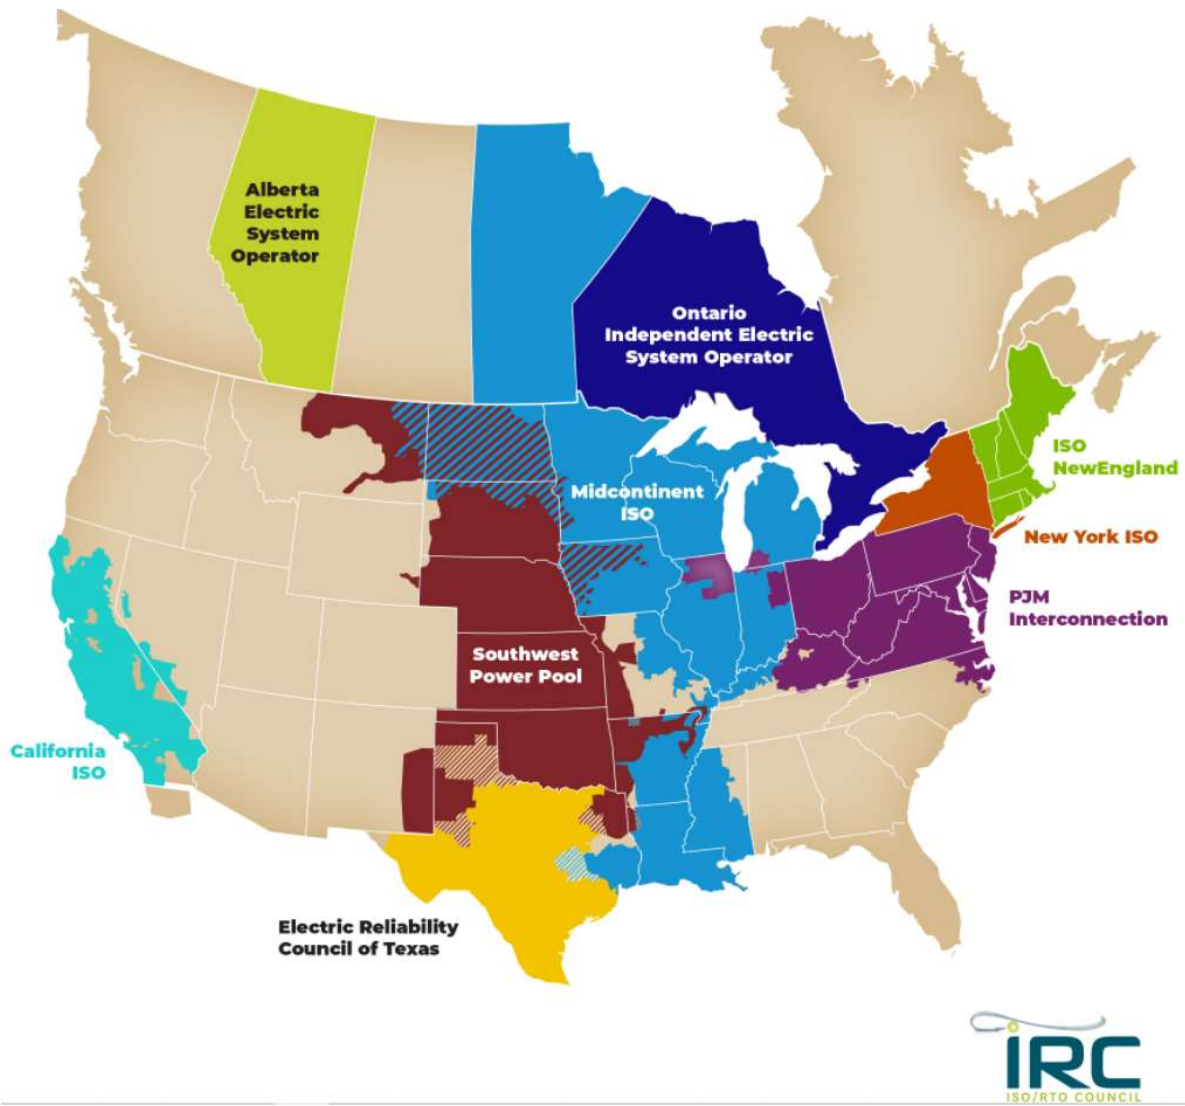 Alberta
Electric
System
Operator
Ontario
Independent Electric
System Operator
ISO
NewEngland
Midcontinent
ISO
New York ISO
PJM
Interconnection
Southwest
Power Pool
California
ISO
Electric Reliability
Council of Texas
iRC
ISO/RTO COUNCIL